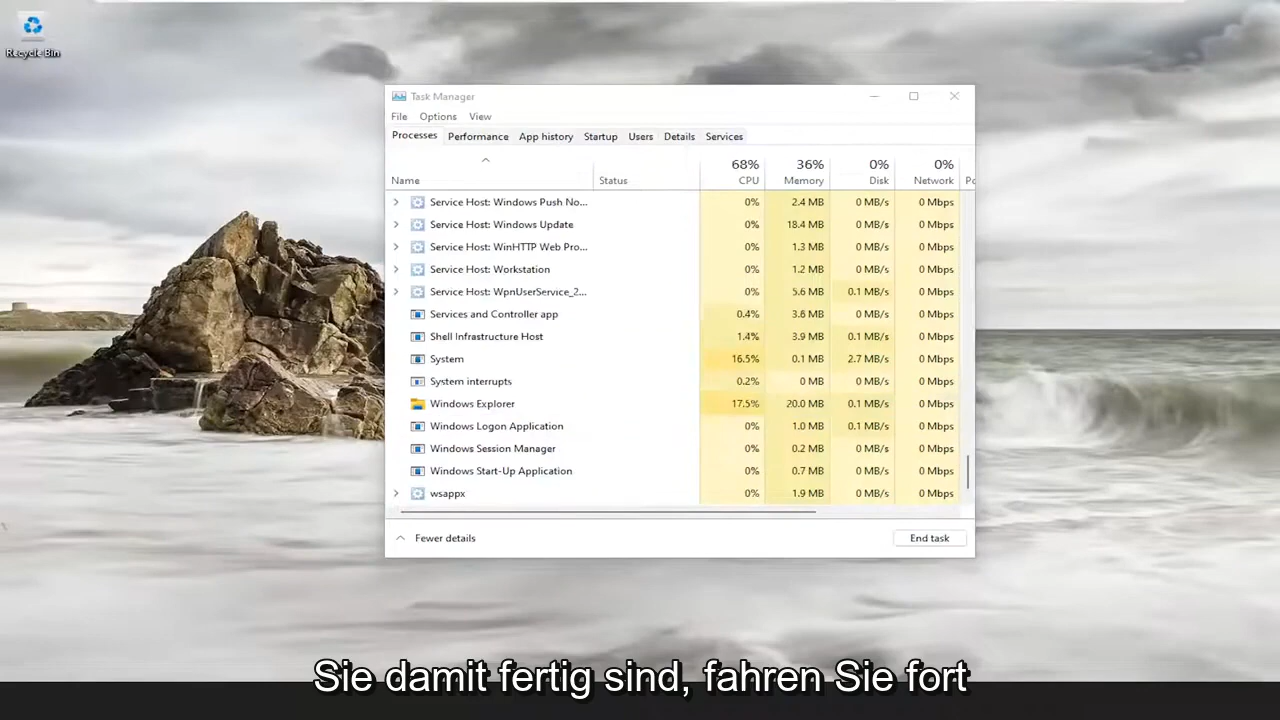 Recycle Bin
Task Manager
File Options View
Processes Performance App history Startup Users Details Services
68% 36% 0% 0%
Name Status CPU Memory Disk Network Po
Service Host: Windows Push No... 0% 2.4 MB 0 MB/s 0 Mbps
Service Host: Windows Update 0% 18.4 MB 0 MB/s 0 Mbps
Service Host: WinHTTP Web Pro... 0% 1.3 MB 0 MB/s 0 Mbps
Service Host: Workstation 0% 1.2 MB 0 MB/s 0 Mbps
Service Host: WpnUserService_2... 0% 5.6 MB 0.1 MB/s 0 Mbps
Services and Controller app 0.4% 3.6 MB 0 MB/s 0 Mbps
Shell Infrastructure Host 1.4% 3.9 MB 0 MB/s 0 Mbps
System 16.5% 0.1 MB 2.7 MB/s 0 Mbps
System interrupts 0.2% 0 MB 0 MB/s 0 Mbps
Windows Explorer 17.5% 20.0 MB 0.1 MB/s 0 Mbps
Windows Logon Application 0% 1.0 MB 0.1 MB/s 0 Mbps
Windows Session Manager 0% 0.2 MB 0 MB/s 0 Mbps
Windows Start-Up Application 0% 0.7 MB 0 MB/s 0 Mbps
wsappx 0% 1.9 MB 0 MB/s 0 Mbps
Fewer details End task
Sie damit fertig sind, fahren Sie fort